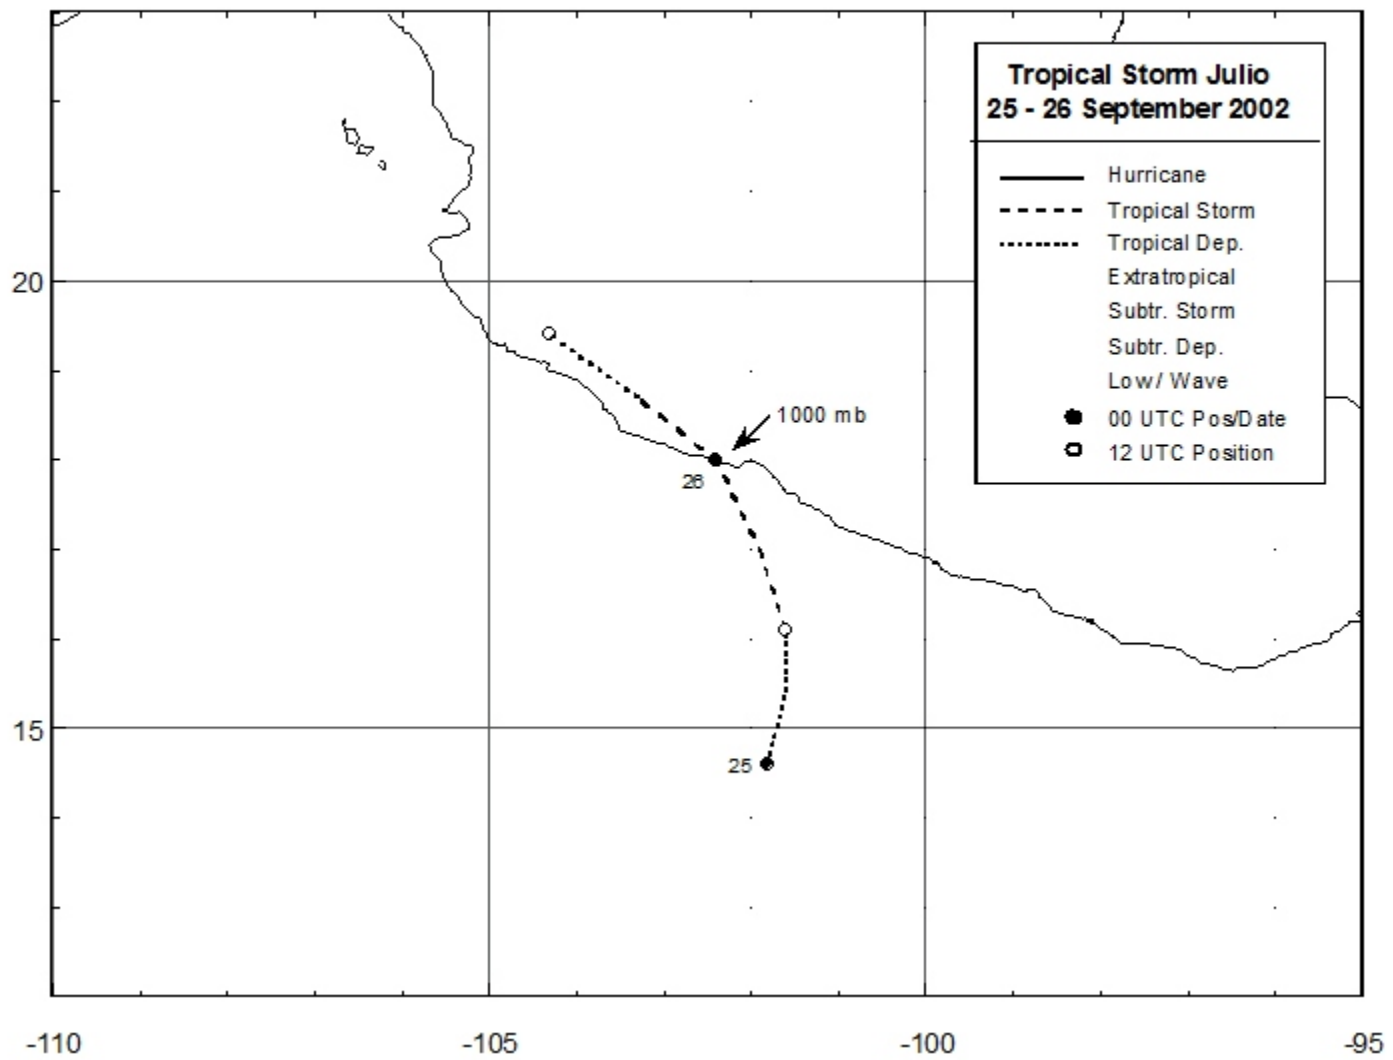 Tropical Storm Julio
25 - 26 September 2002
Hurricane
Tropical Storm
Tropical Dep.
Extratropical
20
Subtr. Storm
Subtr. Dep.
Low / Wave
1000 mb
00 UTC Pos/Date
12 UTC Position
26
15
25
-110
-105
-100
-95